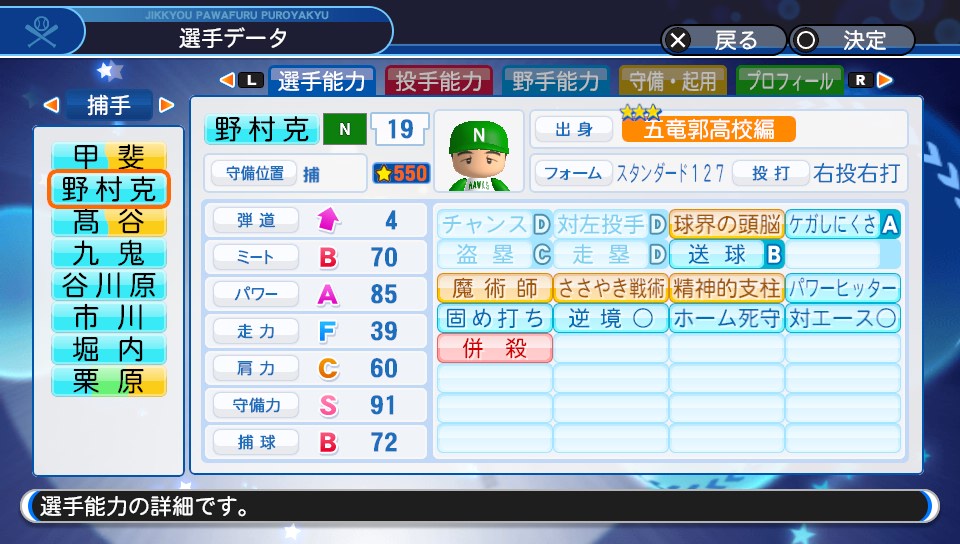 JIKKYOU PAWAFURU PUROYAKYU
選手データ
戻る 決定
L 選手能力 投手能力 野手能力 守備・起用 プロフィール R
捕手
甲斐
野村克
髙谷
九鬼
谷川原
市川
堀内
栗原
野村克 N 19
守備位置 捕 ★550
N
HAWKS
出身 五竜郭高校編
フォーム スタンダード127 投打 右投右打
弾道 4
ミート B 70
パワー A 85
走力 F 39
肩力 C 60
守備力 S 91
捕球 B 72
チャンスD 対左投手D 球界の頭脳 ケガしにくさA
盗塁C 走塁D 送球B
魔術師 ささやき戦術 精神的支柱 パワーヒッター
固め打ち 逆境○ ホーム死守 対エース○
併殺
選手能力の詳細です。